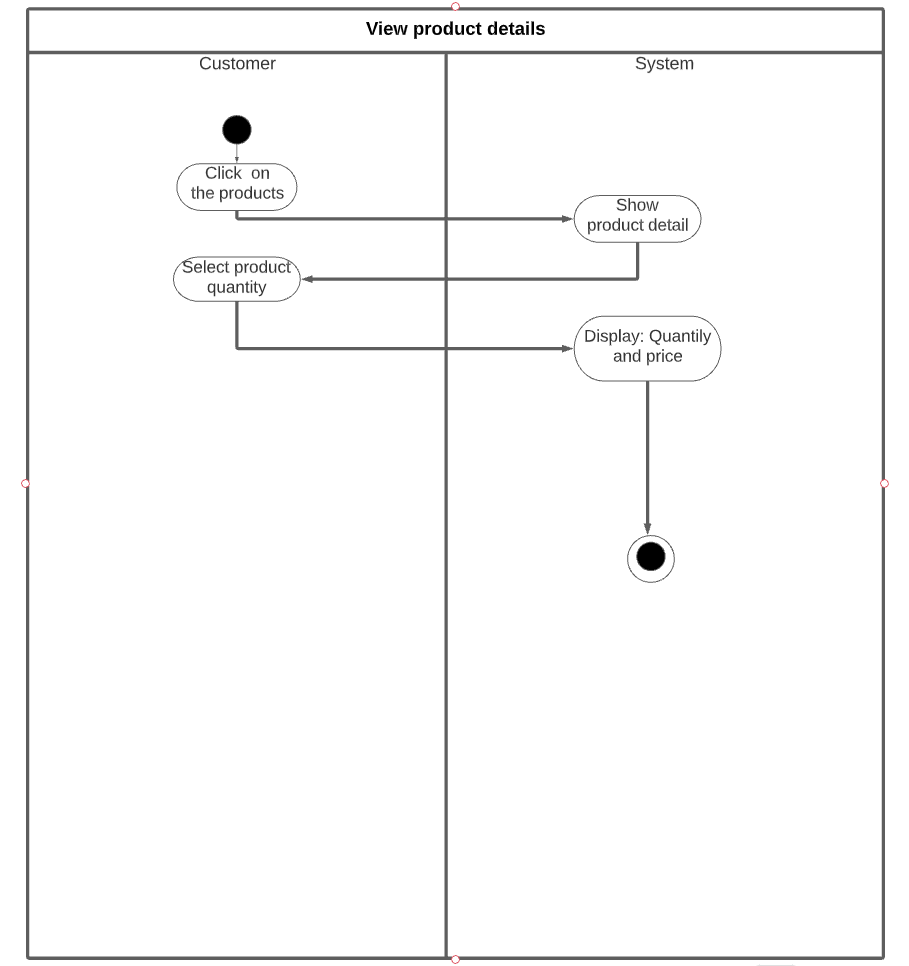 View product details
Customer
System
Click on
the products
Show
product detail
Select product
quantity
Display: Quantily
and price